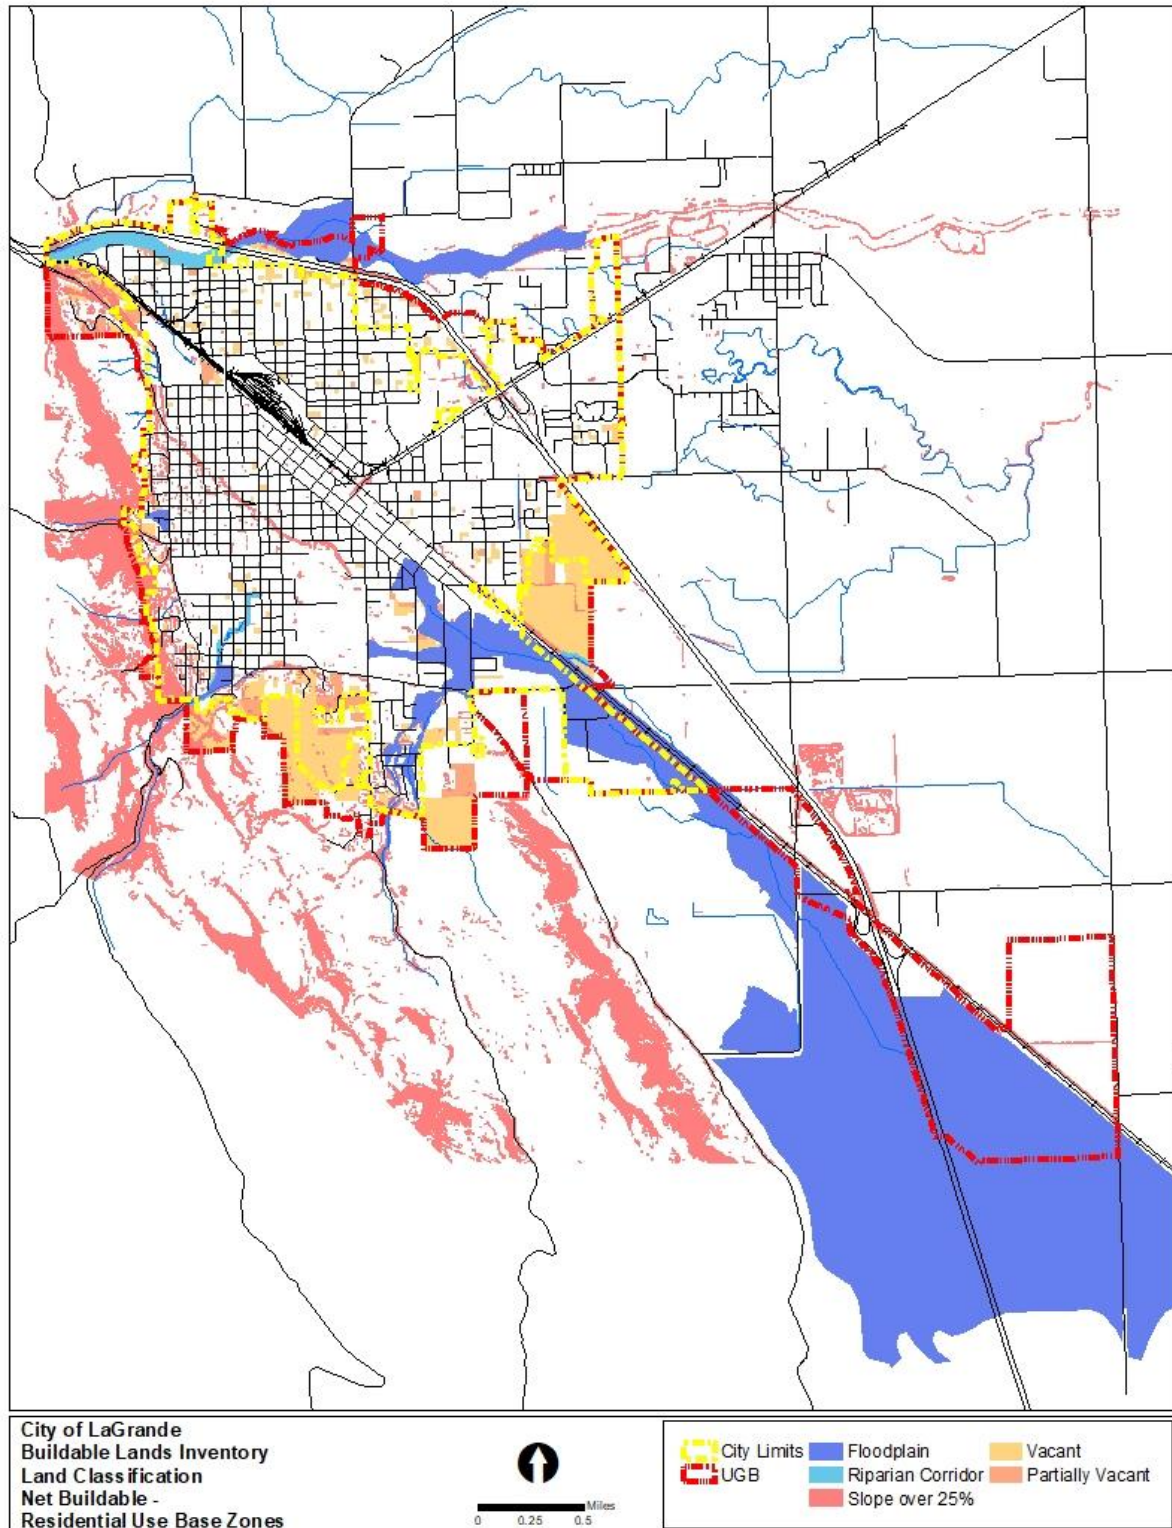 City of LaGrande
Buildable Lands Inventory
Land Classification
Net Buildable -
Residential Use Base Zones
Miles
0 0.25 0.5
City Limits
UGB
Floodplain
Riparian Corridor
Slope over 25%
Vacant
Partially Vacant